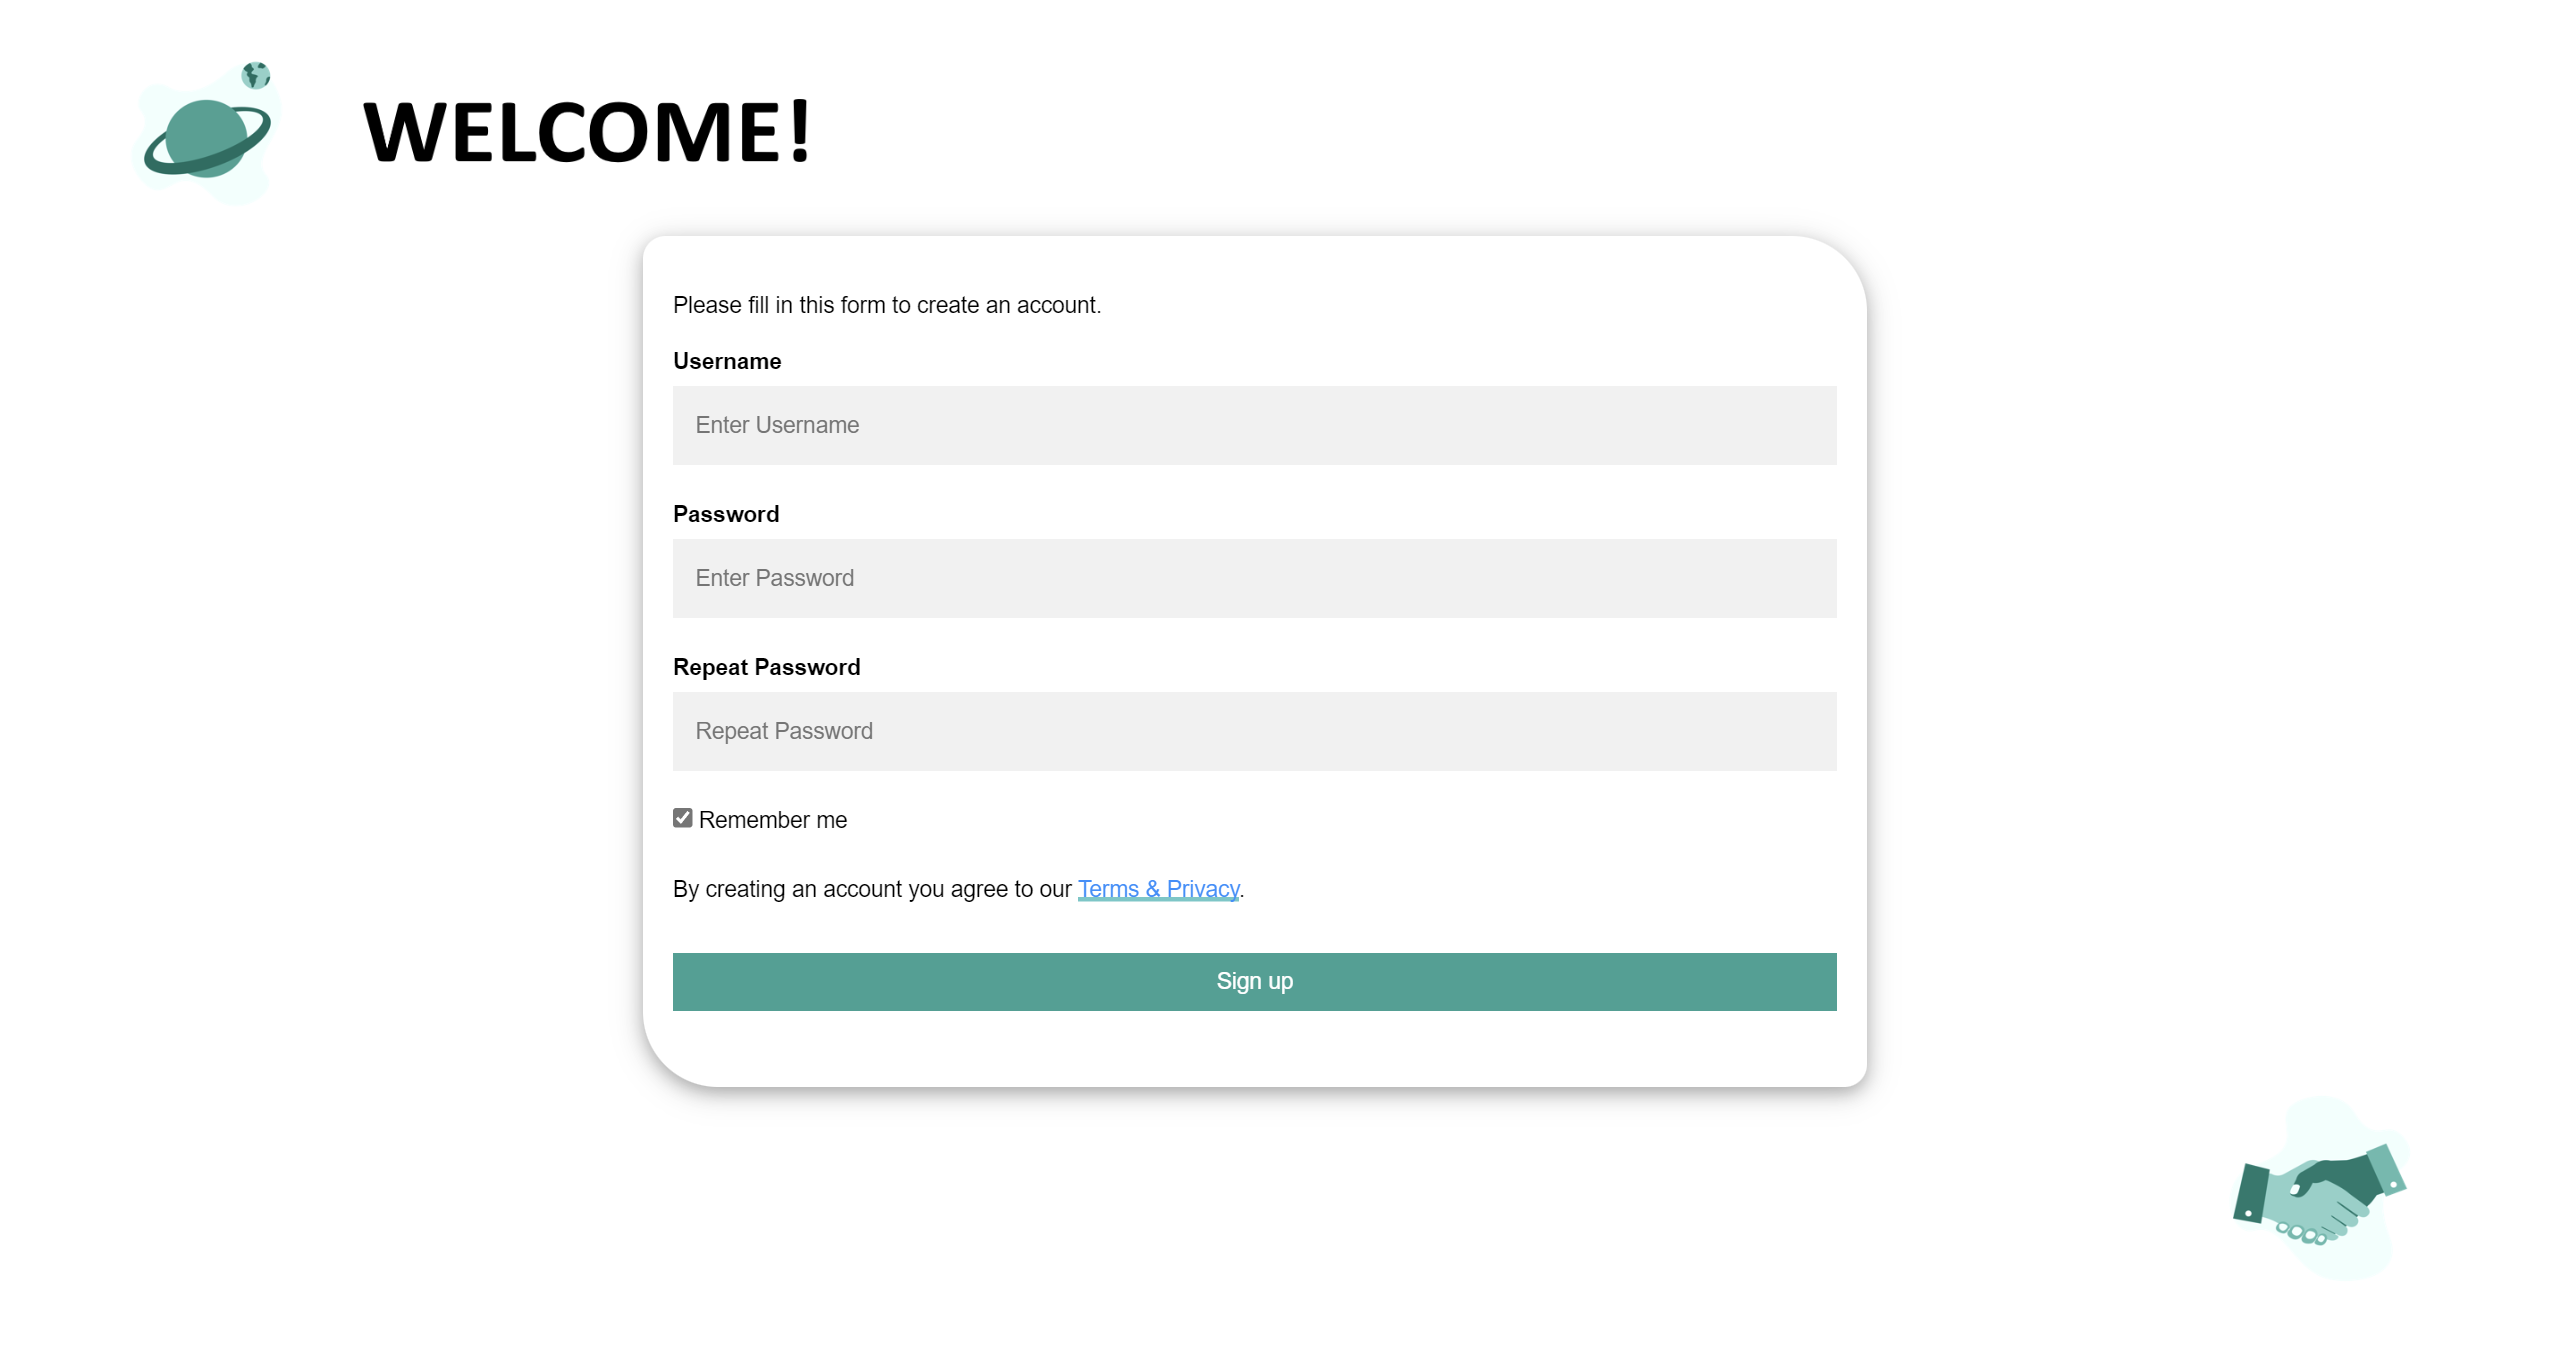 WELCOME!
Please fill in this form to create an account.
Username
Enter Username
Password
Enter Password
Repeat Password
Repeat Password
Remember me
By creating an account you agree to our Terms & Privacy.
Sign up